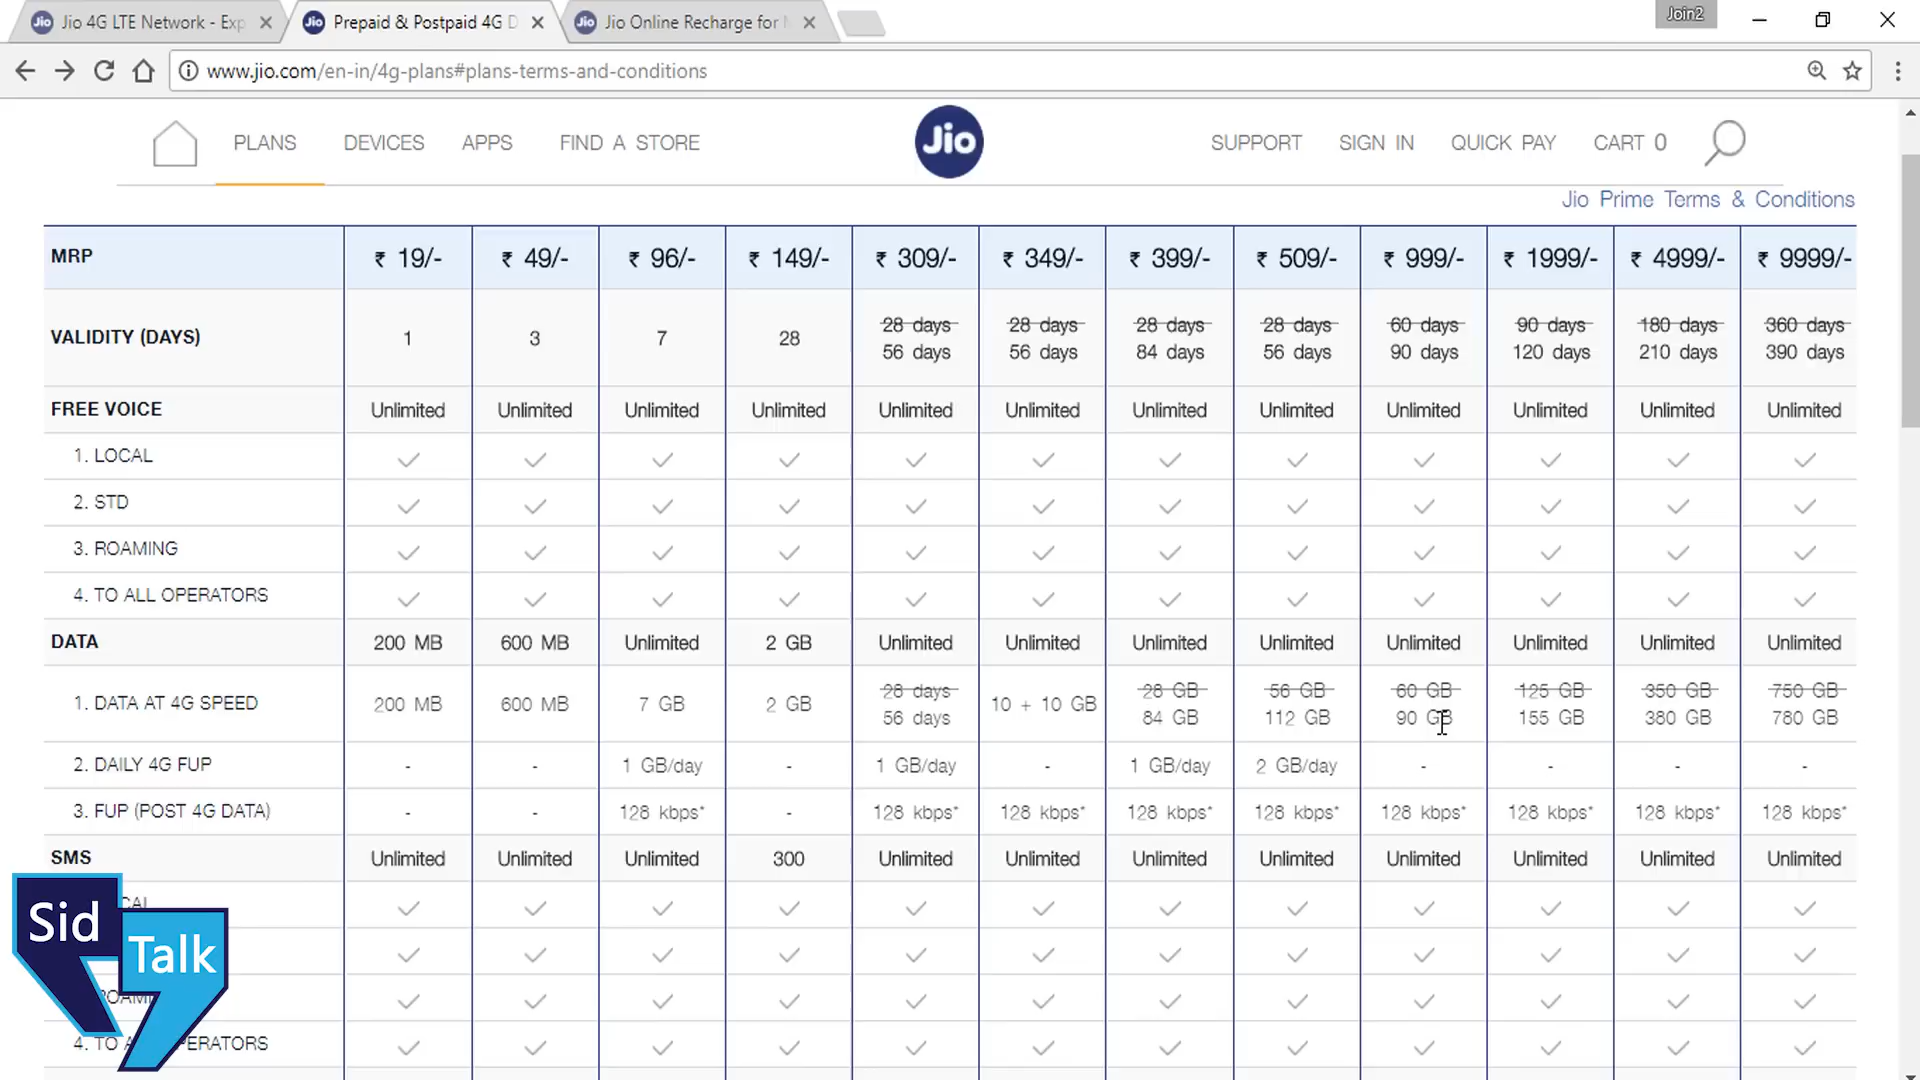 Jio 4G LTE Network - Exp
Prepaid & Postpaid 4G D
Jio Online Recharge for M
Join2
www.jio.com/en-in/4g-plans#plans-terms-and-conditions
PLANS DEVICES APPS FIND A STORE Jio SUPPORT SIGN IN QUICK PAY CART 0
Jio Prime Terms & Conditions
MRP ₹ 19/- ₹ 49/- ₹ 96/- ₹ 149/- ₹ 309/- ₹ 349/- ₹ 399/- ₹ 509/- ₹ 999/- ₹ 1999/- ₹ 4999/- ₹ 9999/-
28 days 28 days 28 days 28 days 60 days 90 days 180 days 360 days
VALIDITY (DAYS) 1 3 7 28
56 days 56 days 84 days 56 days 90 days 120 days 210 days 390 days
FREE VOICE Unlimited Unlimited Unlimited Unlimited Unlimited Unlimited Unlimited Unlimited Unlimited Unlimited Unlimited Unlimited
1. LOCAL
2. STD
3. ROAMING
4. TO ALL OPERATORS
DATA 200 MB 600 MB Unlimited 2 GB Unlimited Unlimited Unlimited Unlimited Unlimited Unlimited Unlimited Unlimited
28 days 28 GB 56 GB 60 GB 125 GB 350 GB 750 GB
1. DATA AT 4G SPEED 200 MB 600 MB 7 GB 2 GB 10 + 10 GB
56 days 84 GB 112 GB 90 GB 155 GB 380 GB 780 GB
2. DAILY 4G FUP - - 1 GB/day - 1 GB/day - 1 GB/day 2 GB/day - - - -
3. FUP (POST 4G DATA) - - 128 kbps* - 128 kbps* 128 kbps* 128 kbps* 128 kbps* 128 kbps* 128 kbps* 128 kbps* 128 kbps*
SMS Unlimited Unlimited Unlimited 300 Unlimited Unlimited Unlimited Unlimited Unlimited Unlimited Unlimited Unlimited
Sid
Talk
4. TO A PERATORS